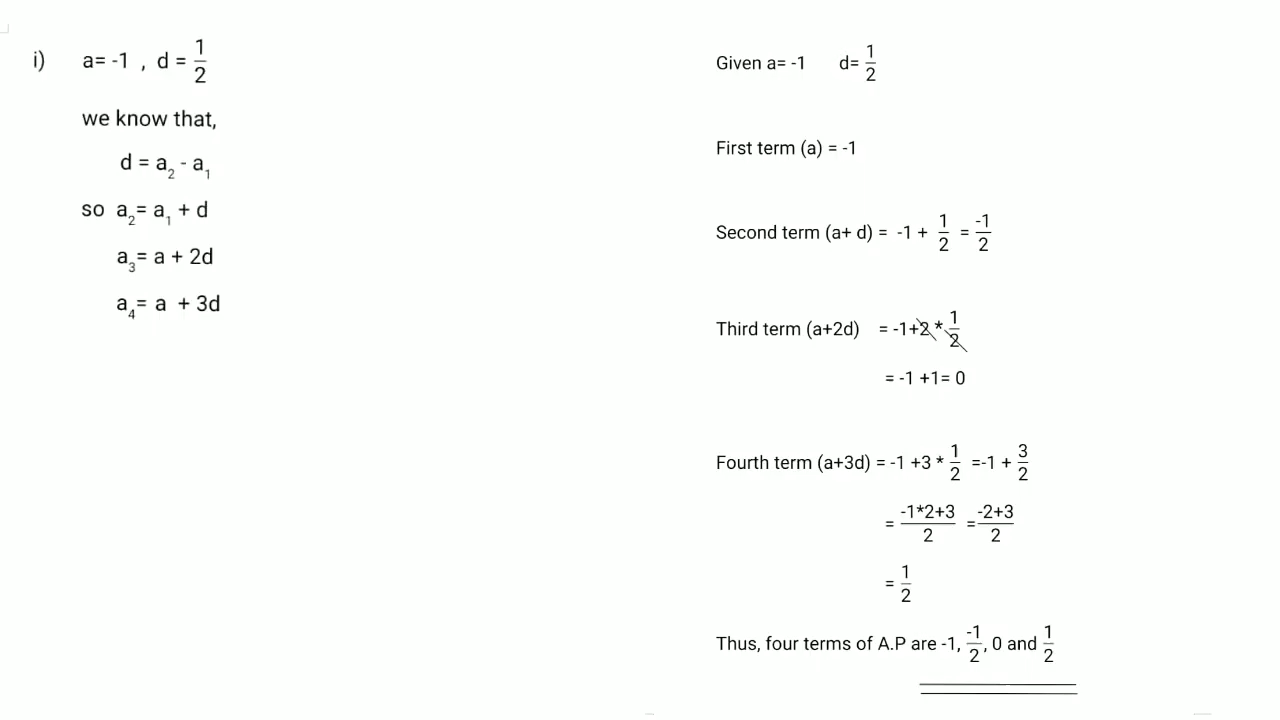 i) a= -1 , d = 1/2
we know that,
d = a₂ - a₁
so a₂= a₁ + d
a₃= a + 2d
a₄= a + 3d
Given a= -1 d= 1/2
First term (a) = -1
Second term (a+ d) = -1 + 1/2 = -1/2
Third term (a+2d) = -1+2 * 1/2
= -1 +1= 0
Fourth term (a+3d) = -1 +3 * 1/2 =-1 + 3/2
= -1*2+3/2 = -2+3/2
= 1/2
Thus, four terms of A.P are -1, -1/2, 0 and 1/2